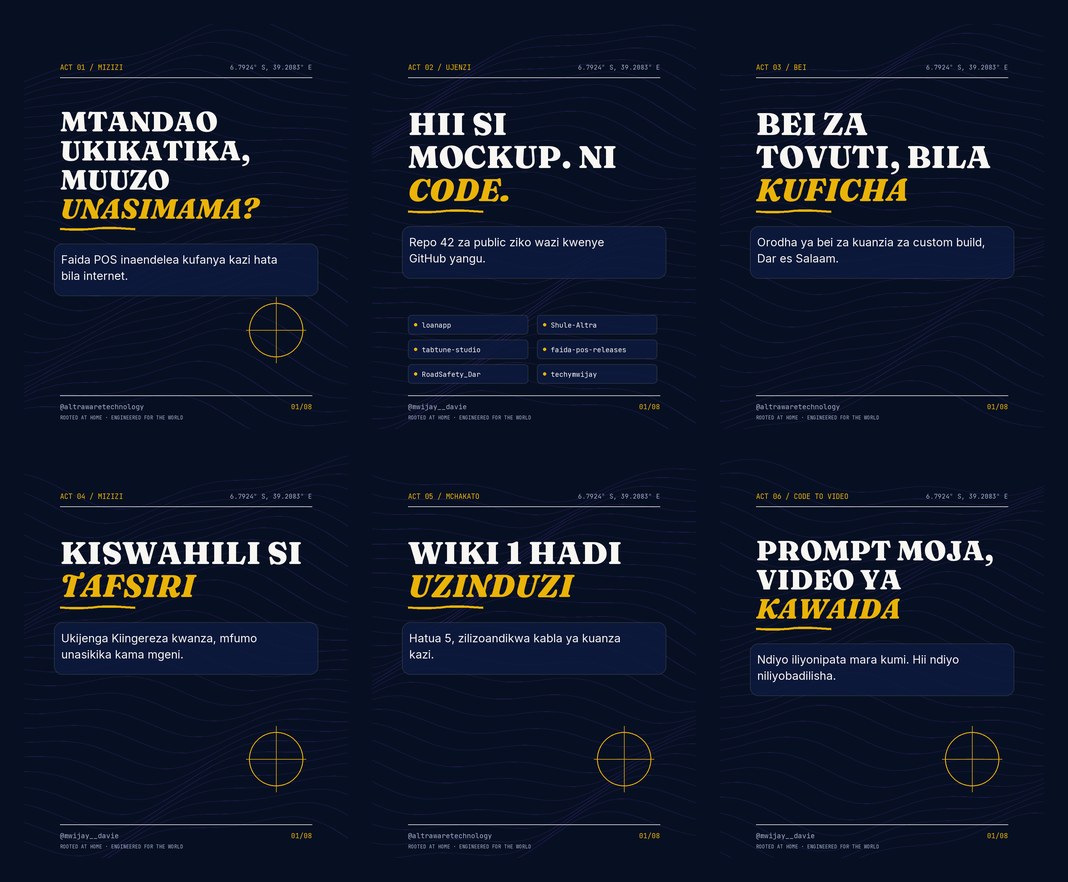 ACT 01 / MIZIZI
6.7924° S, 39.2083° E
MTANDAO
UKIKATIKA,
MUUZO
UNASIMAMA?
Faida POS inaendelea kufanya kazi hata
bila internet.
@altrawaretechnology
01/08
ROOTED AT HOME · ENGINEERED FOR THE WORLD
ACT 02 / UJENZI
6.7924° S, 39.2083° E
HII SI
MOCKUP. NI
CODE.
Repo 42 za public ziko wazi kwenye
GitHub yangu.
loanapp
Shule-Altra
tabtune-studio
faida-pos-releases
RoadSafety_Dar
techymwijay
@mwijay__davie
01/08
ROOTED AT HOME · ENGINEERED FOR THE WORLD
ACT 03 / BEI
6.7924° S, 39.2083° E
BEI ZA
TOVUTI, BILA
KUFICHA
Orodha ya bei za kuanzia za custom build,
Dar es Salaam.
@altrawaretechnology
01/08
ROOTED AT HOME · ENGINEERED FOR THE WORLD
ACT 04 / MIZIZI
6.7924° S, 39.2083° E
KISWAHILI SI
TAFSIRI
Ukijenga Kiingereza kwanza, mfumo
unasikika kama mgeni.
@mwijay__davie
01/08
ROOTED AT HOME · ENGINEERED FOR THE WORLD
ACT 05 / MCHAKATO
6.7924° S, 39.2083° E
WIKI 1 HADI
UZINDUZI
Hatua 5, zilizoandikwa kabla ya kuanza
kazi.
@altrawaretechnology
01/08
ROOTED AT HOME · ENGINEERED FOR THE WORLD
ACT 06 / CODE TO VIDEO
6.7924° S, 39.2083° E
PROMPT MOJA,
VIDEO YA
KAWAIDA
Ndiyo iliyonipata mara kumi. Hii ndiyo
niliyobadilisha.
@mwijay__davie
01/08
ROOTED AT HOME · ENGINEERED FOR THE WORLD